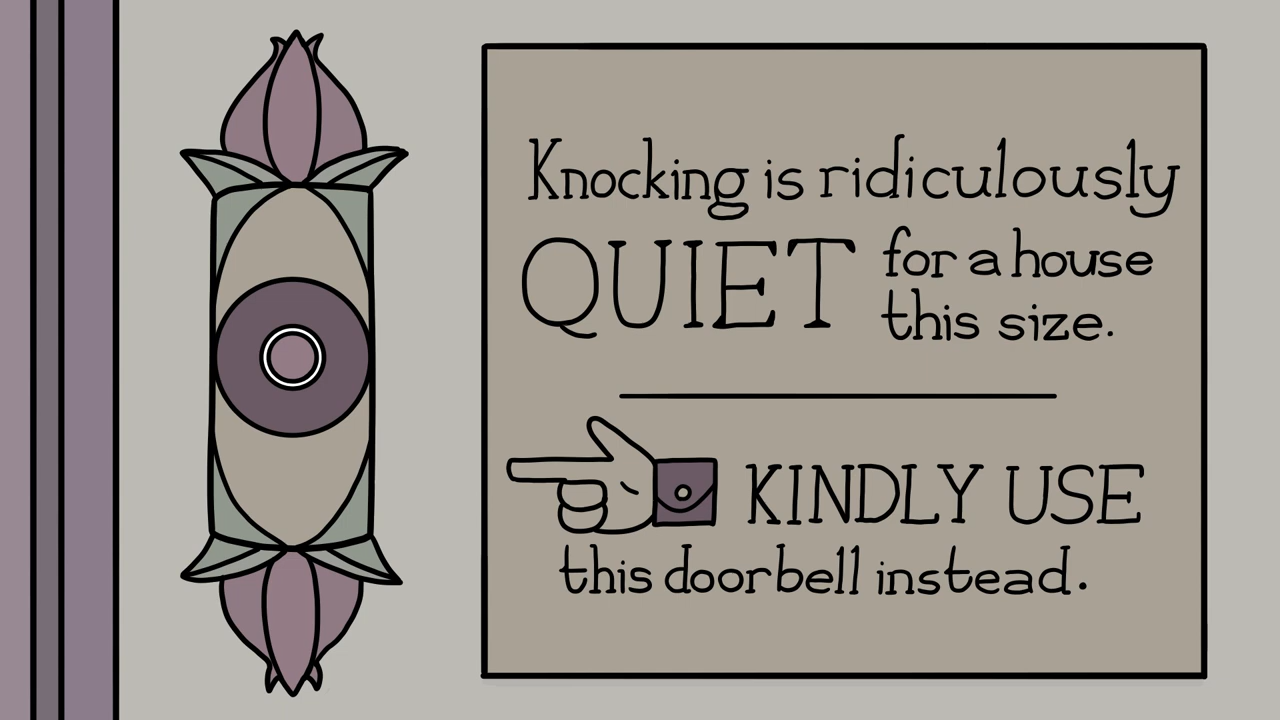 Knocking is ridiculously
QUIET for a house
this size.
KINDLY USE
this doorbell instead.